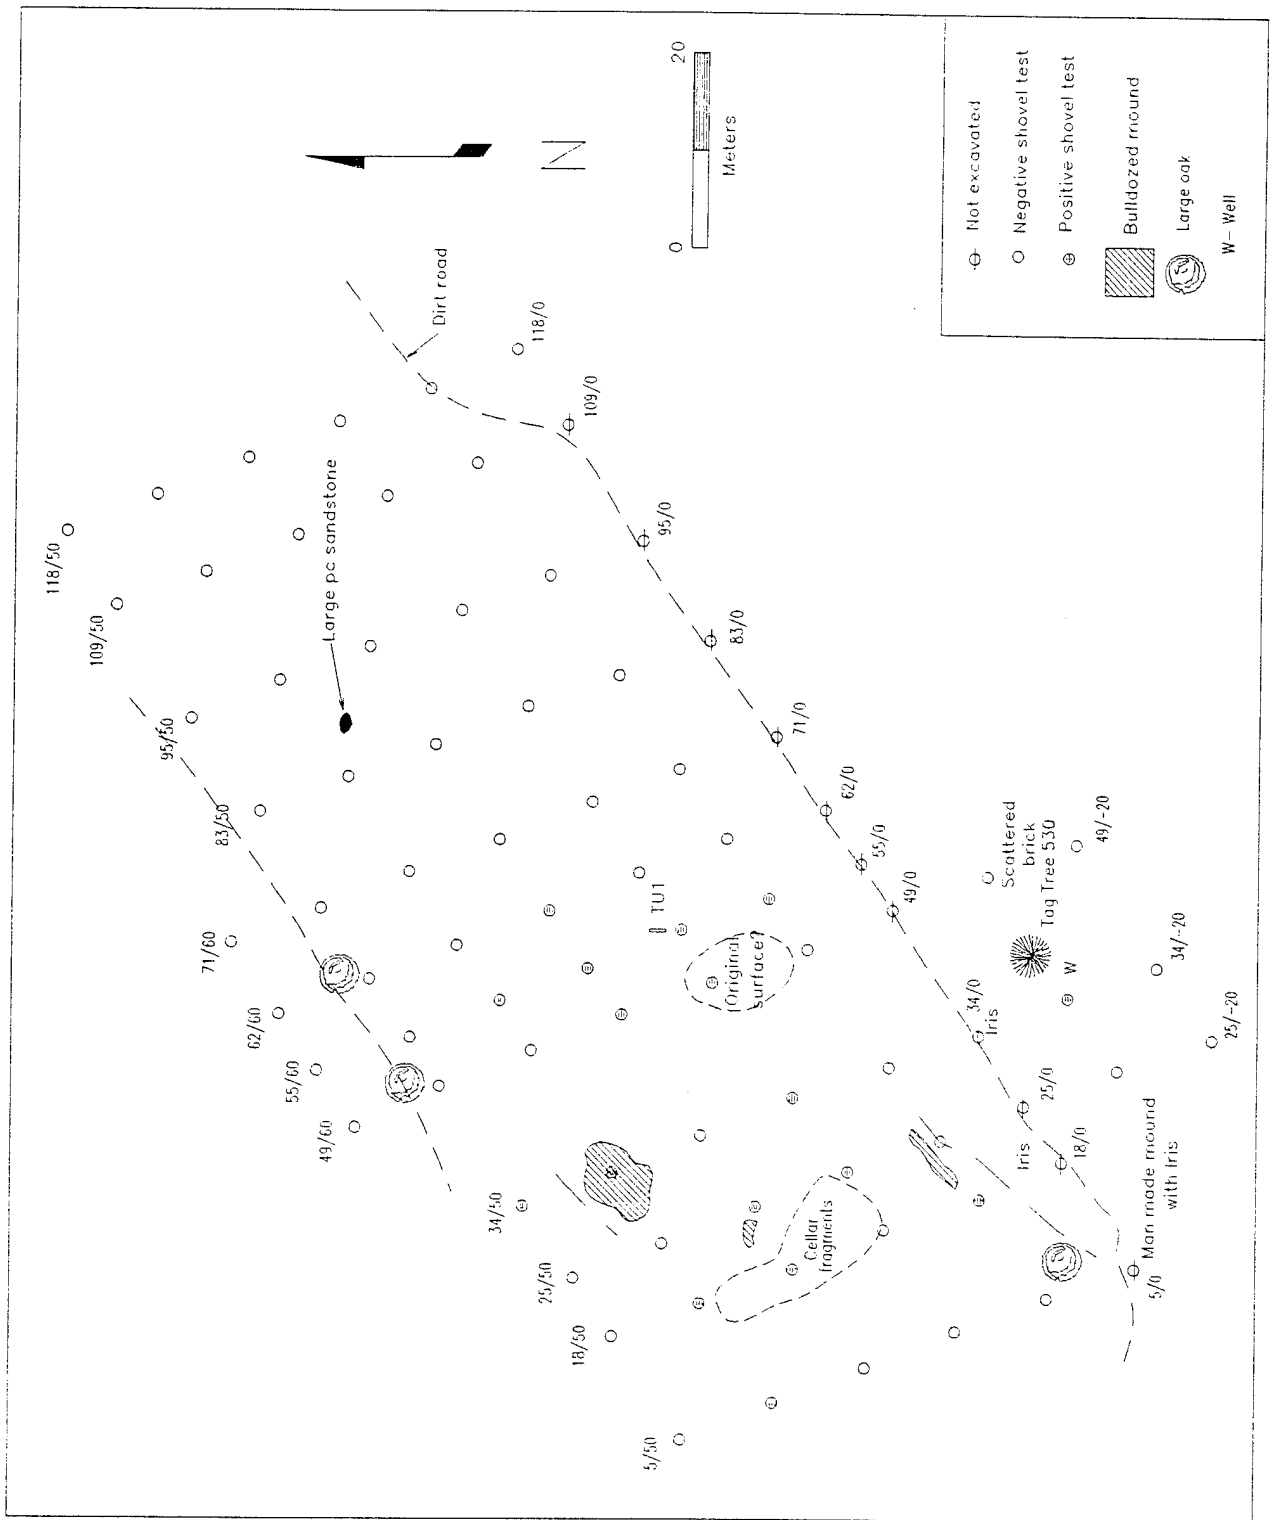 118/50
109/50
95/50
83/50
71/60
62/60
55/60
49/60
34/50
25/50
18/50
5/50
Large pc sandstone
Dirt road
118/0
109/0
95/0
83/0
71/0
62/0
55/0
49/0
34/0
Iris
25/0
Iris
18/0
5/0
Man made mound
with Iris
TU1
Original
surface?
Cellar
fragments
Scattered
brick
Tag Tree 530
W
49/-20
34/-20
25/-20
N
0
20
Meters
Not excavated
Negative shovel test
Positive shovel test
Bulldozed mound
Large oak
W- Well